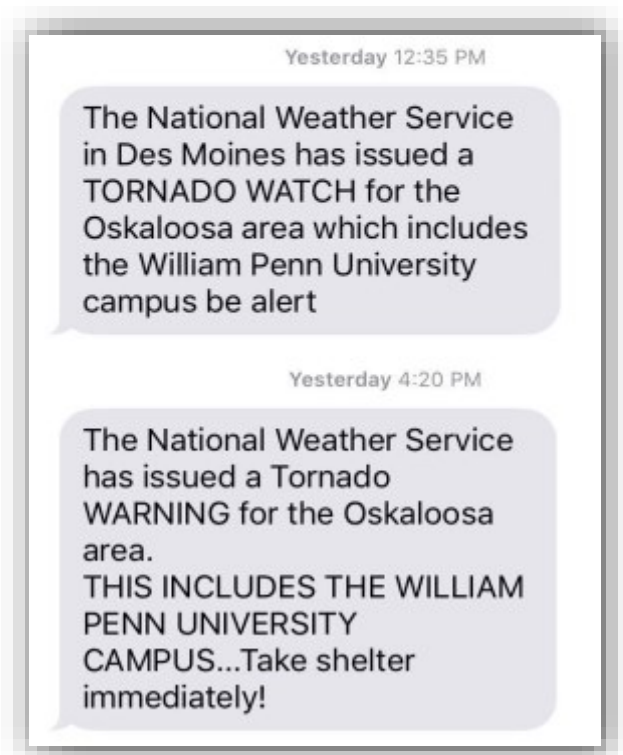 Yesterday 12:35 PM
The National Weather Service
in Des Moines has issued a
TORNADO WATCH for the
Oskaloosa area which includes
the William Penn University
campus be alert
Yesterday 4:20 PM
The National Weather Service
has issued a Tornado
WARNING for the Oskaloosa
area.
THIS INCLUDES THE WILLIAM
PENN UNIVERSITY
CAMPUS...Take shelter
immediately!